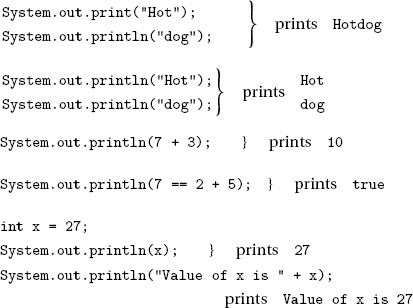 System.out.print("Hot");
System.out.println("dog"); } prints Hotdog
System.out.println("Hot"); } prints Hot
System.out.println("dog"); dog
System.out.println(7 + 3); } prints 10
System.out.println(7 == 2 + 5); } prints true
int x = 27;
System.out.println(x); } prints 27
System.out.println("Value of x is " + x);
prints Value of x is 27